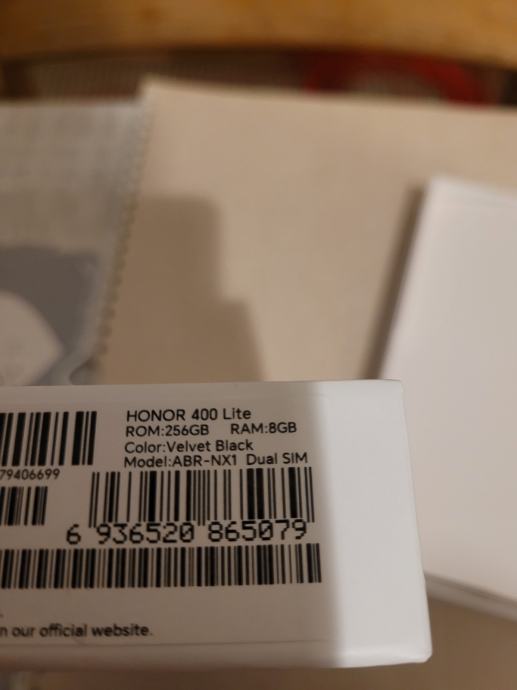 HONOR 400 Lite
ROM:256GB RAM:8GB
Color:Velvet Black
Model:ABR-NX1 Dual SIM
79406699
6 936520 865079
n our official website.